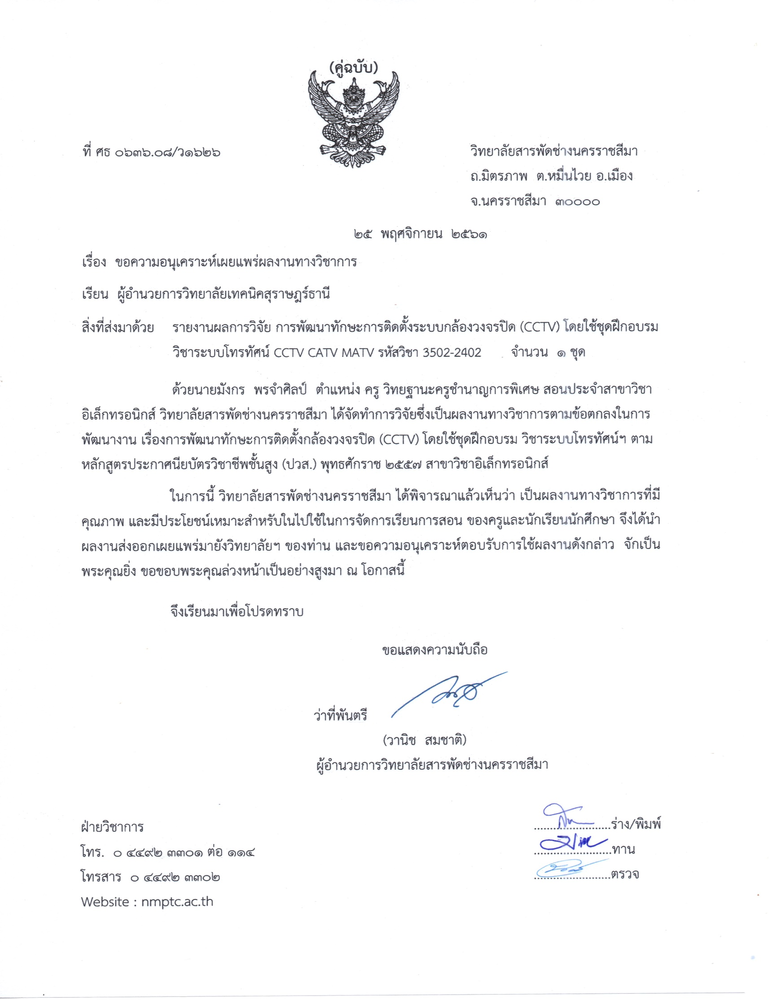 (คู่ฉบับ)
ที่ ศธ ๐๖๓๖.๐๘/ว๑๖๒๖
วิทยาลัยสารพัดช่างนครราชสีมา
ถ.มิตรภาพ ต.หมื่นไวย อ.เมือง
จ.นครราชสีมา ๓๐๐๐๐
๒๕ พฤศจิกายน ๒๕๖๑
เรื่อง ขอความอนุเคราะห์เผยแพร่ผลงานทางวิชาการ
เรียน ผู้อำนวยการวิทยาลัยเทคนิคสุราษฎร์ธานี
สิ่งที่ส่งมาด้วย รายงานผลการวิจัย การพัฒนาทักษะการติดตั้งระบบกล้องวงจรปิด (CCTV) โดยใช้ชุดฝึกอบรม
วิชาระบบโทรทัศน์ CCTV CATV MATV รหัสวิชา 3502-2402 จำนวน ๑ ชุด
ด้วยนายมังกร พรจำศิลป์ ตำแหน่ง ครู วิทยฐานะครูชำนาญการพิเศษ สอนประจำสาขาวิชา
อิเล็กทรอนิกส์ วิทยาลัยสารพัดช่างนครราชสีมา ได้จัดทำการวิจัยซึ่งเป็นผลงานทางวิชาการตามข้อตกลงในการ
พัฒนางาน เรื่องการพัฒนาทักษะการติดตั้งกล้องวงจรปิด (CCTV) โดยใช้ชุดฝึกอบรม วิชาระบบโทรทัศน์ฯ ตาม
หลักสูตรประกาศนียบัตรวิชาชีพชั้นสูง (ปวส.) พุทธศักราช ๒๕๕๗ สาขาวิชาอิเล็กทรอนิกส์
ในการนี้ วิทยาลัยสารพัดช่างนครราชสีมา ได้พิจารณาแล้วเห็นว่า เป็นผลงานทางวิชาการที่มี
คุณภาพ และมีประโยชน์เหมาะสำหรับในไปใช้ในการจัดการเรียนการสอน ของครูและนักเรียนนักศึกษา จึงได้นำ
ผลงานส่งออกเผยแพร่มายังวิทยาลัยฯ ของท่าน และขอความอนุเคราะห์ตอบรับการใช้ผลงานดังกล่าว จักเป็น
พระคุณยิ่ง ขอขอบพระคุณล่วงหน้าเป็นอย่างสูงมา ณ โอกาสนี้
จึงเรียนมาเพื่อโปรดทราบ
ขอแสดงความนับถือ
ว่าที่พันตรี
(วานิช สมชาติ)
ผู้อำนวยการวิทยาลัยสารพัดช่างนครราชสีมา
ฝ่ายวิชาการ
โทร. ๐ ๔๔๙๒ ๓๓๐๑ ต่อ ๑๑๔
โทรสาร ๐ ๔๔๙๒ ๓๓๐๒
Website : nmptc.ac.th
........................ร่าง/พิมพ์
........................ทาน
........................ตรวจ